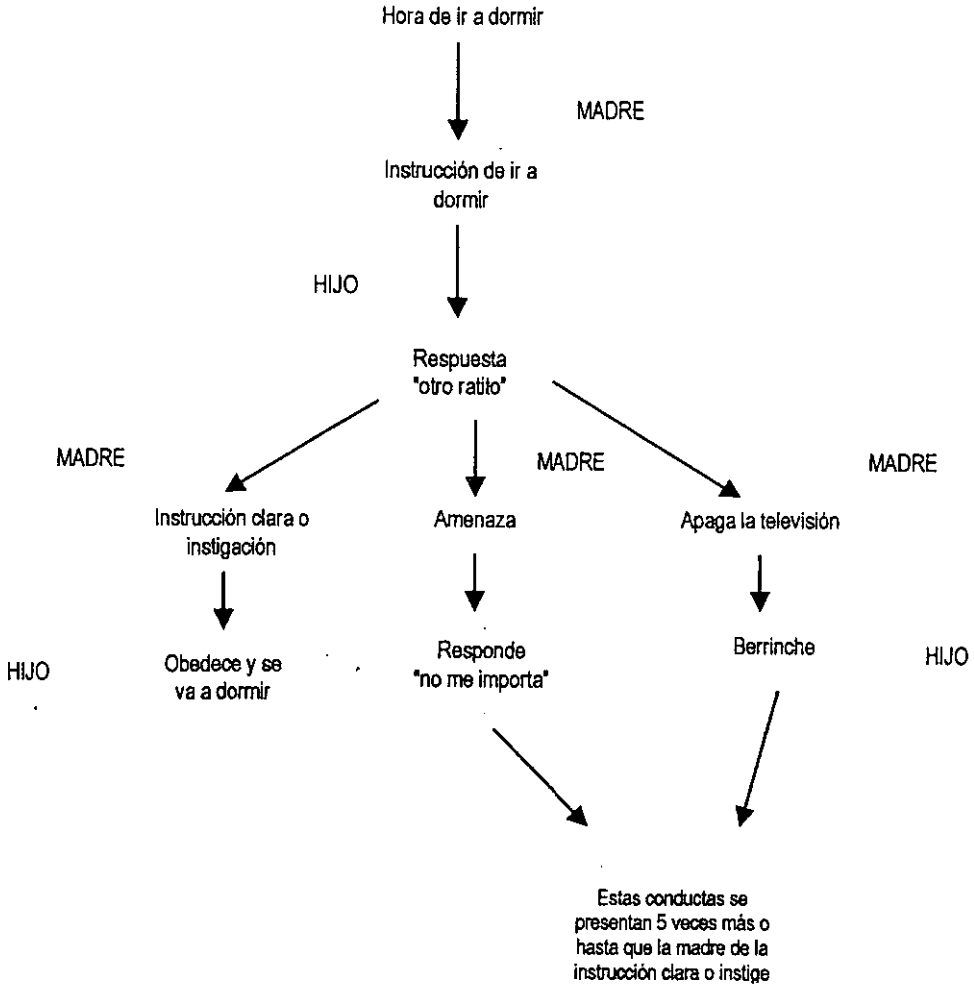 Hora de ir a dormir
MADRE
Instrucción de ir a
dormir
HIJO
Respuesta
"otro ratito"
MADRE
MADRE
MADRE
Instrucción clara o
instigación
Amenaza
Apaga la televisión
HIJO
Obedece y se
va a dormir
Responde
"no me importa"
Berrinche
HIJO
Estas conductas se
presentan 5 veces más o
hasta que la madre de la
instrucción clara o instige